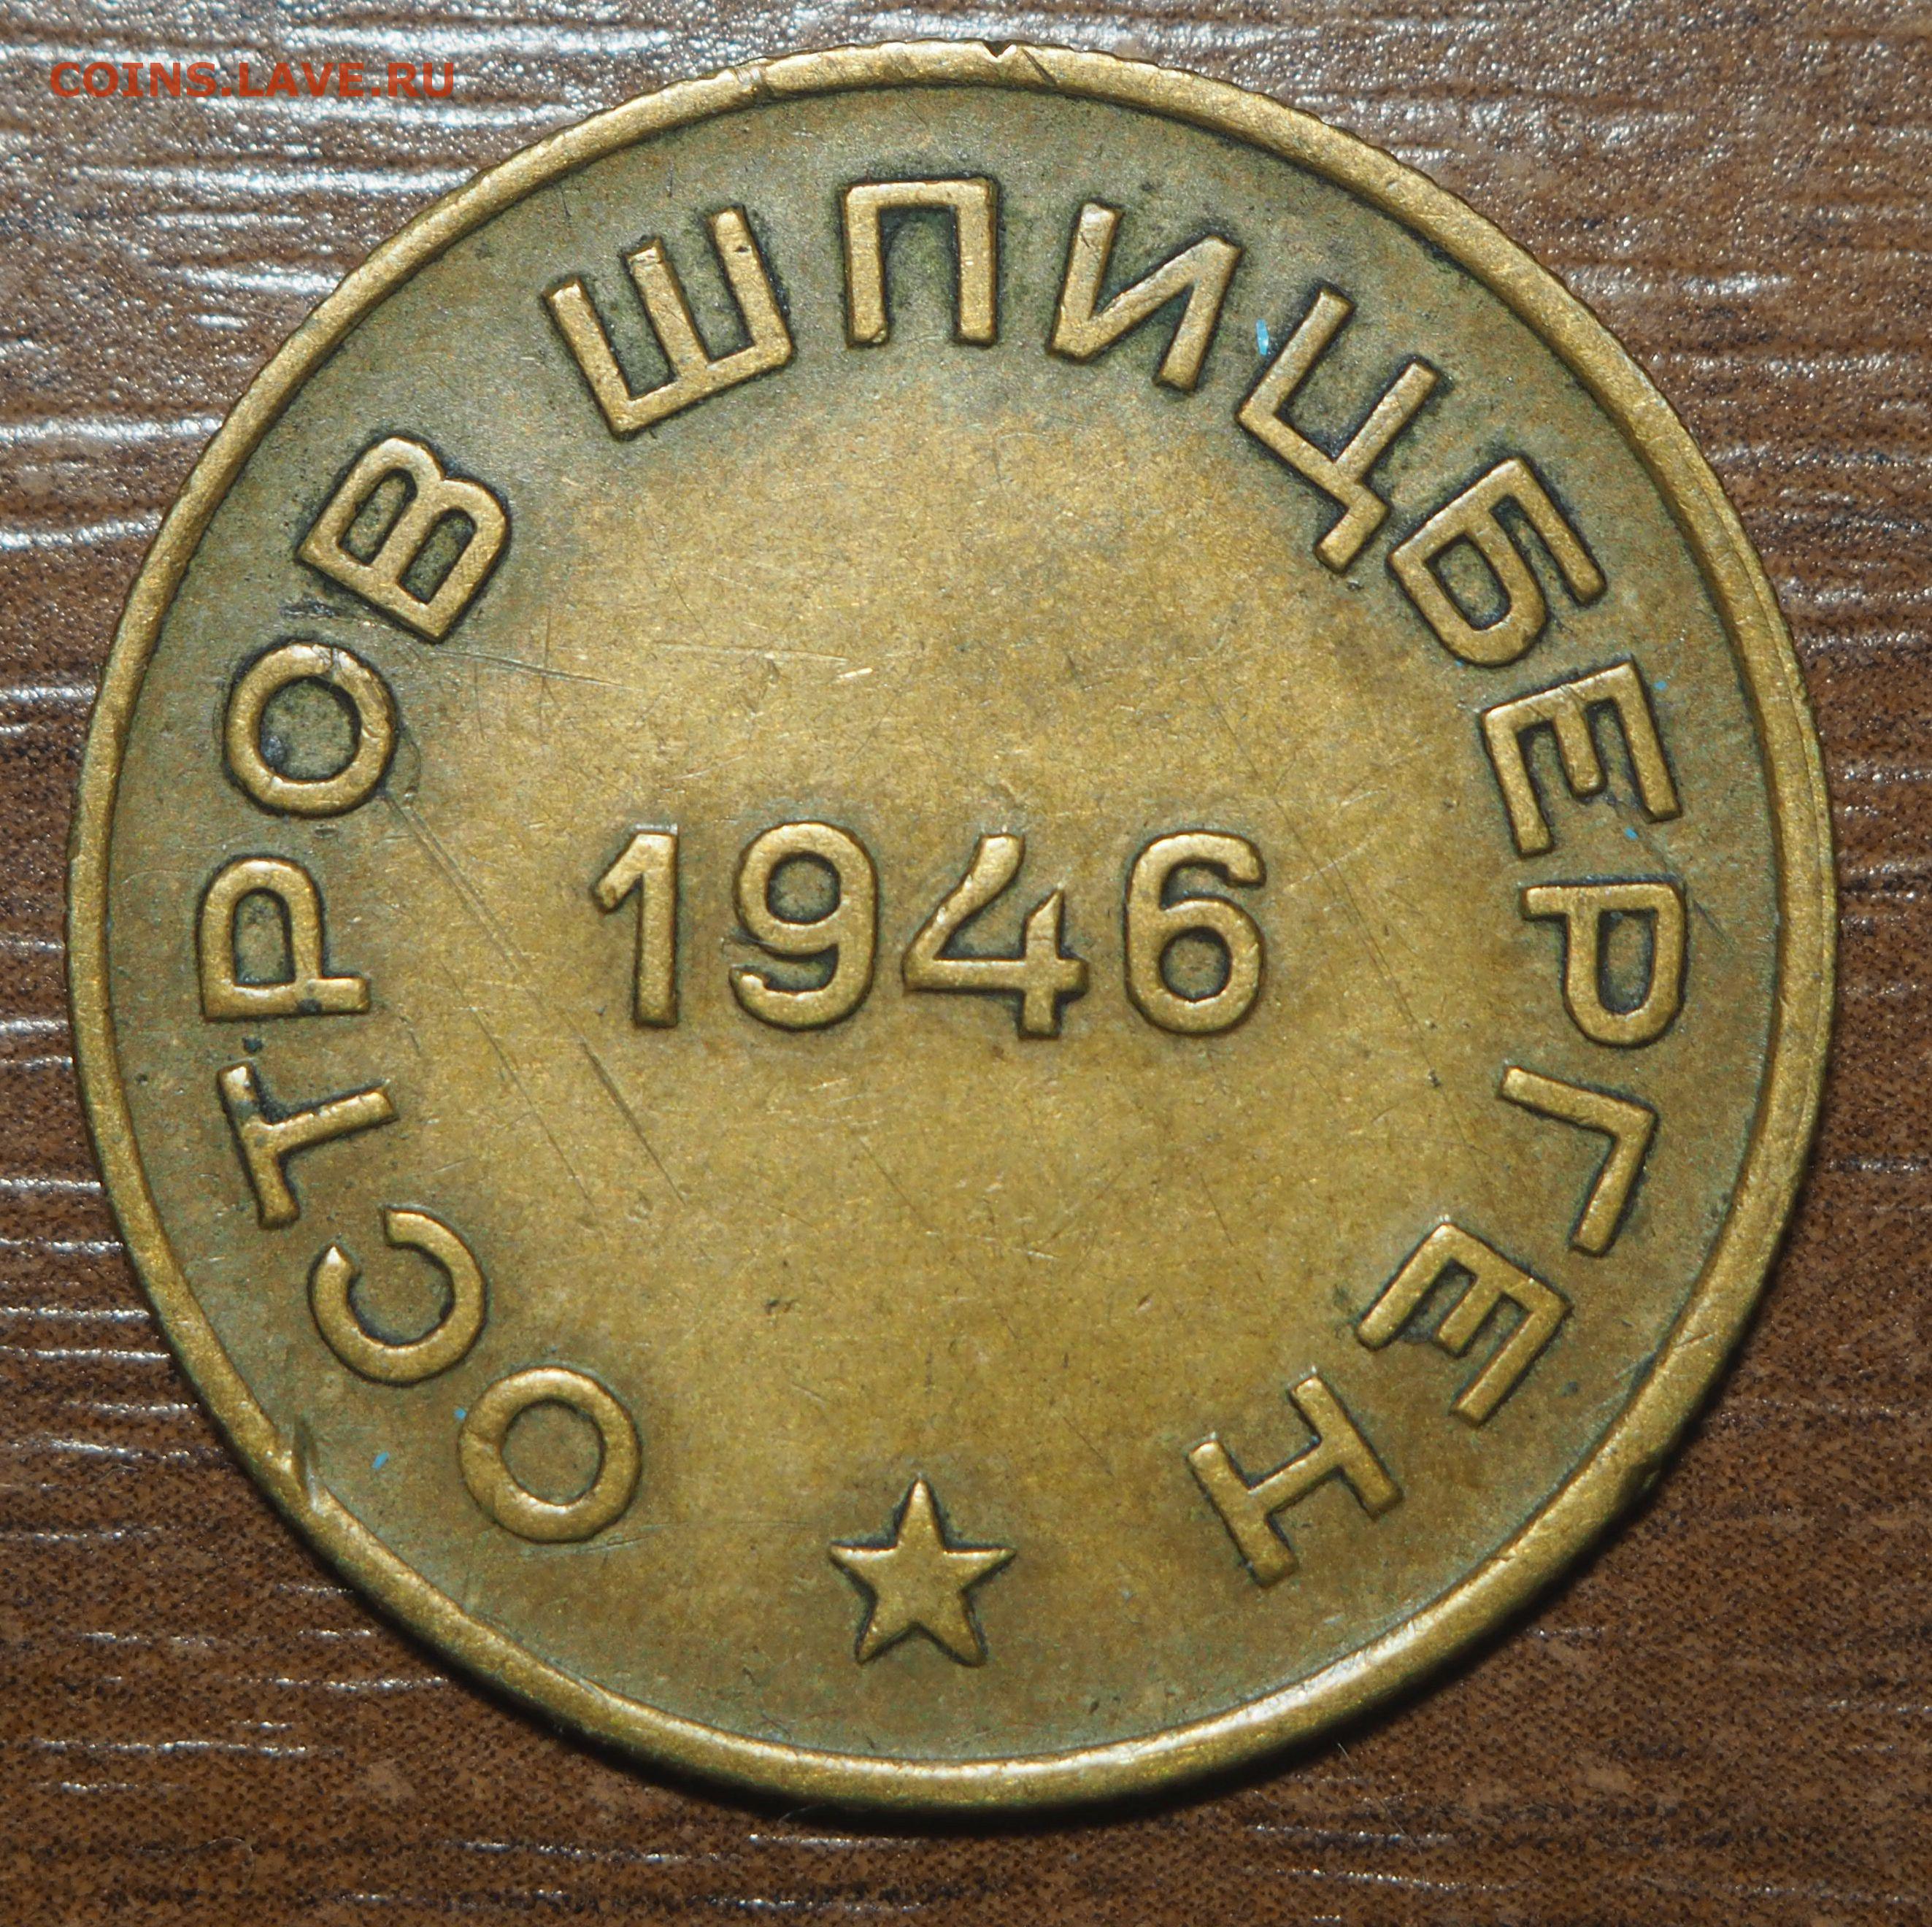 COINS.LAVE.RU
ОСТРОВ ШПИЦБЕРГЕН
1946